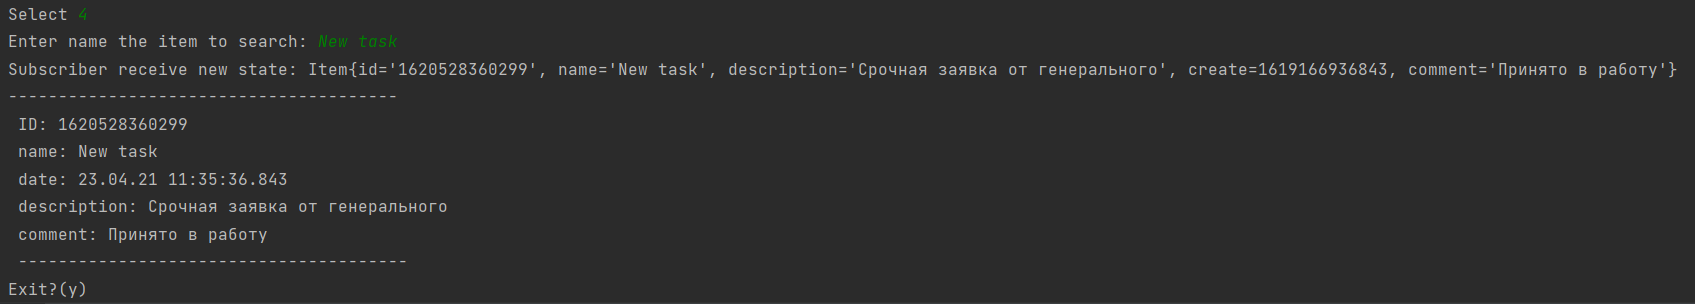 Select 4
Enter name the item to search: New task
Subscriber receive new state: Item{id='1620528360299', name='New task', description='Срочная заявка от генерального', create=1619166936843, comment='Принято в работу'}
---------------------------------------
ID: 1620528360299
name: New task
date: 23.04.21 11:35:36.843
description: Срочная заявка от генерального
comment: Принято в работу
---------------------------------------
Exit?(y)